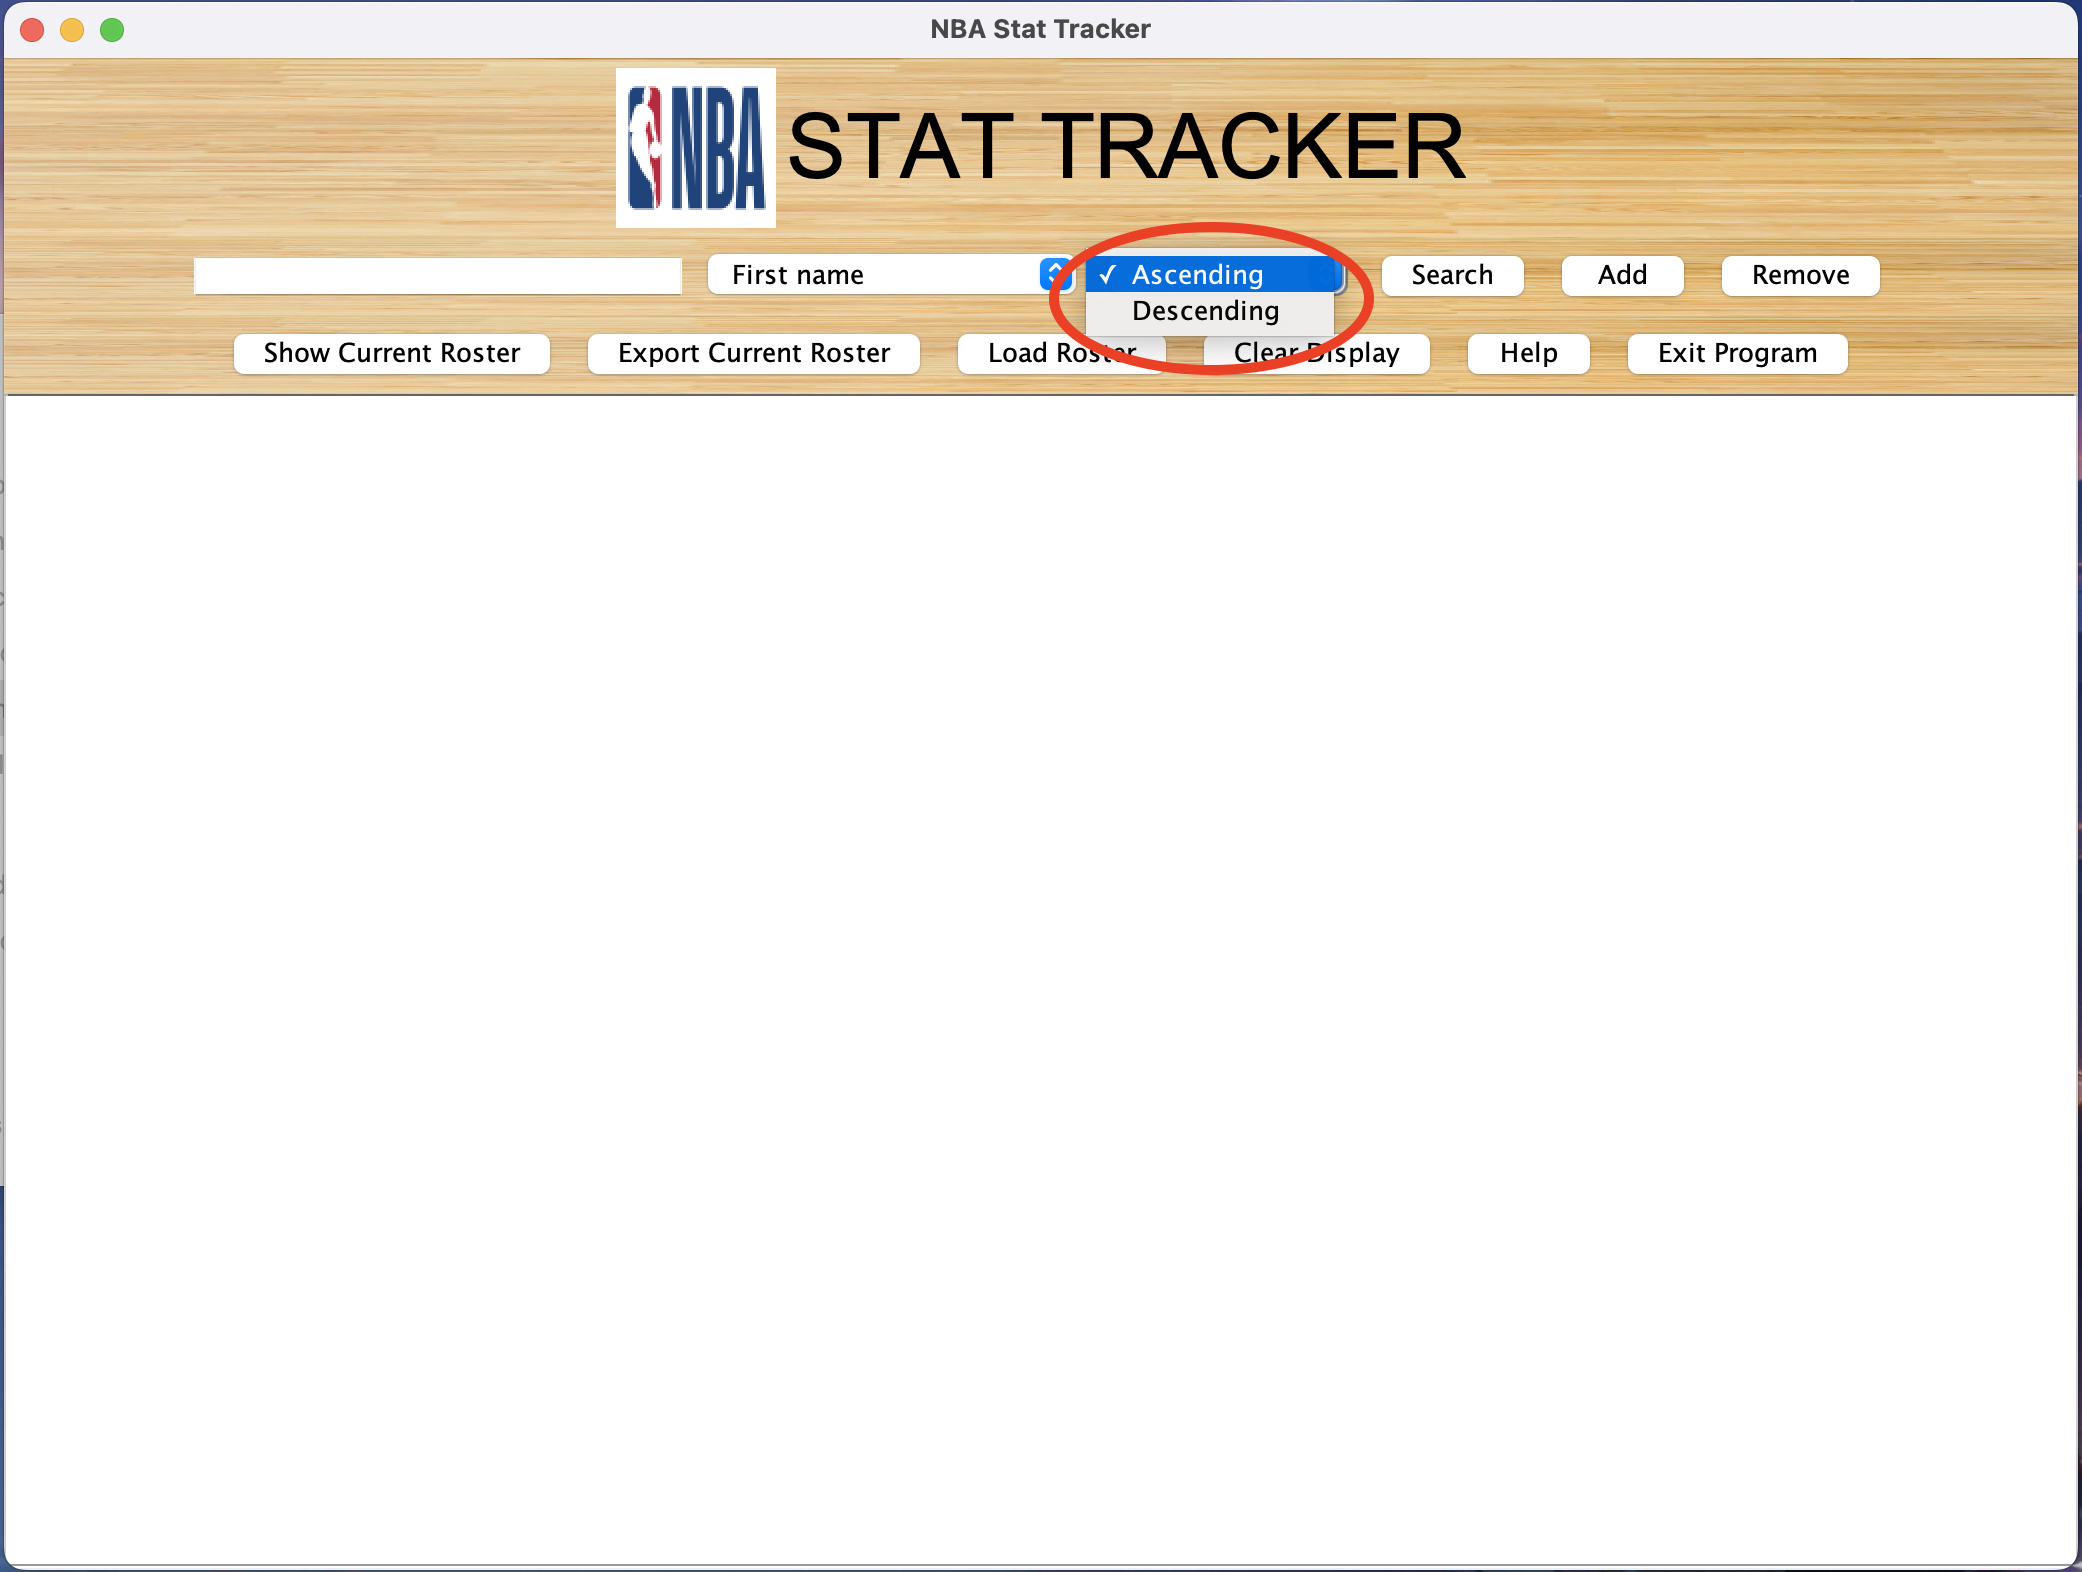 NBA Stat Tracker
NBA STAT TRACKER
First name ✓ Ascending Search Add Remove
Descending
Show Current Roster Export Current Roster Load Roster Clear Display Help Exit Program